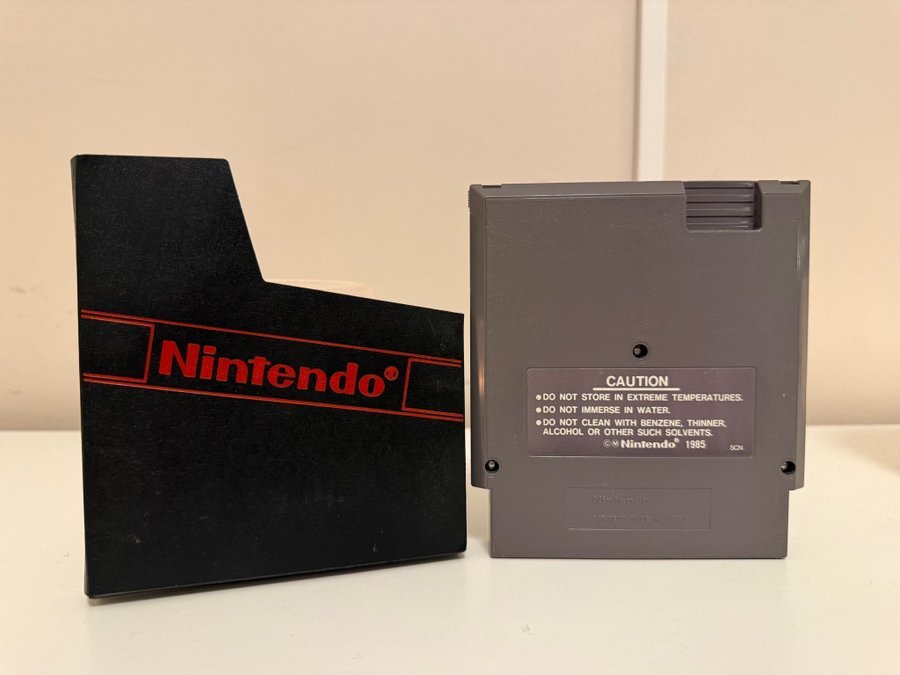 Nintendo®
CAUTION
●DO NOT STORE IN EXTREME TEMPERATURES.
●DO NOT IMMERSE IN WATER.
●DO NOT CLEAN WITH BENZENE, THINNER,
ALCOHOL OR OTHER SUCH SOLVENTS.
©Nintendo® 1985
SCN
Nintendo